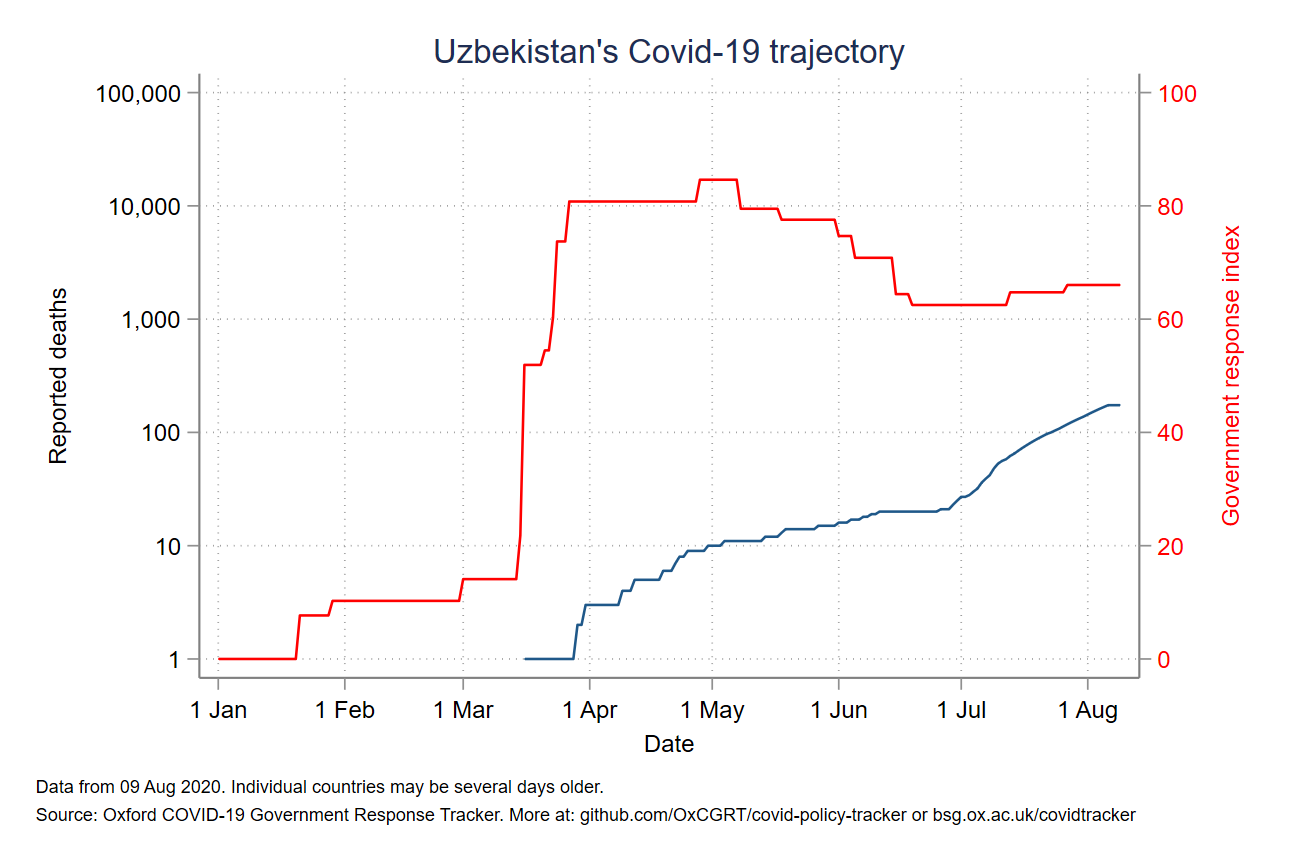 Uzbekistan's Covid-19 trajectory
100,000
10,000
1,000
100
10
1
Reported deaths
100
80
60
40
20
0
Government response index
1 Jan 1 Feb 1 Mar 1 Apr 1 May 1 Jun 1 Jul 1 Aug
Date
Data from 09 Aug 2020. Individual countries may be several days older.
Source: Oxford COVID-19 Government Response Tracker. More at: github.com/OxCGRT/covid-policy-tracker or bsg.ox.ac.uk/covidtracker